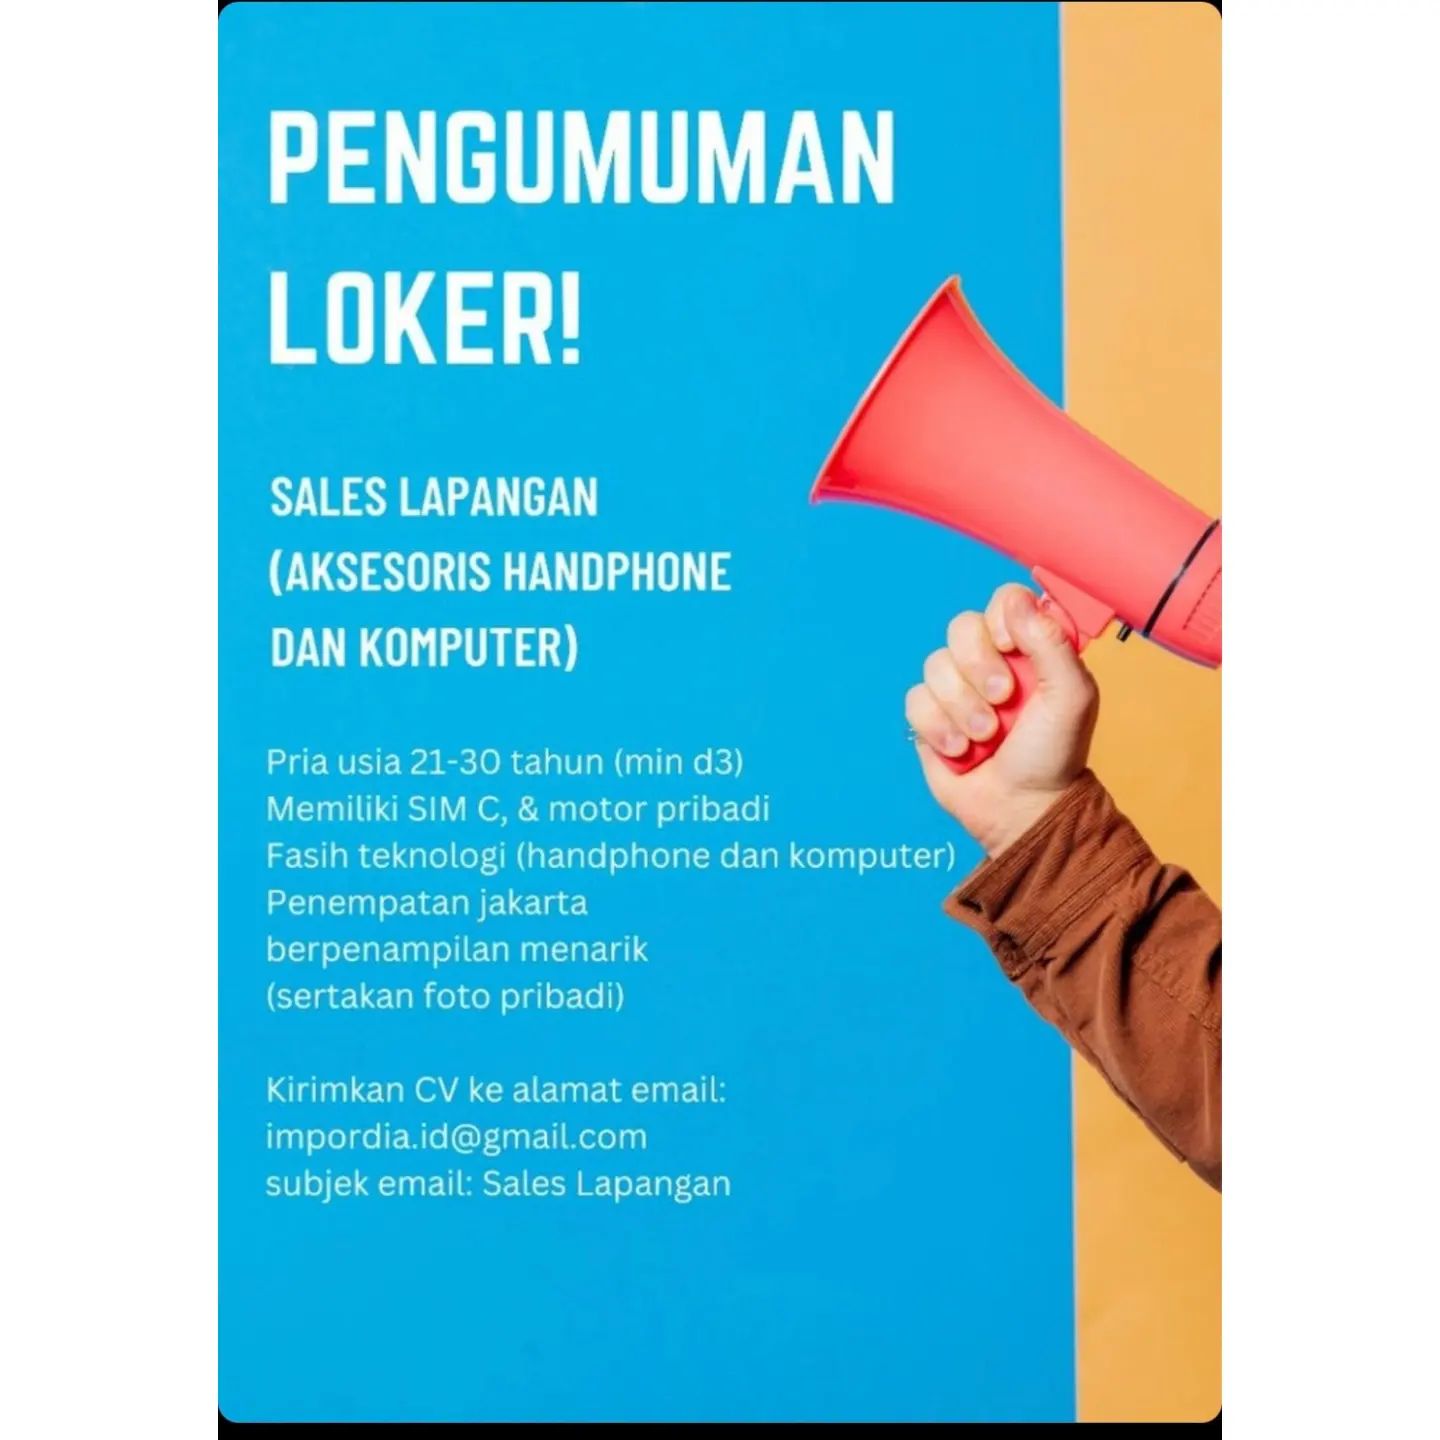 PENGUMUMAN
LOKER!
SALES LAPANGAN
(AKSESORIS HANDPHONE
DAN KOMPUTER)
Pria usia 21-30 tahun (min d3)
Memiliki SIM C, & motor pribadi
Fasih teknologi (handphone dan komputer)
Penempatan jakarta
berpenampilan menarik
(sertakan foto pribadi)
Kirimkan CV ke alamat email:
impordia.id@gmail.com
subjek email: Sales Lapangan